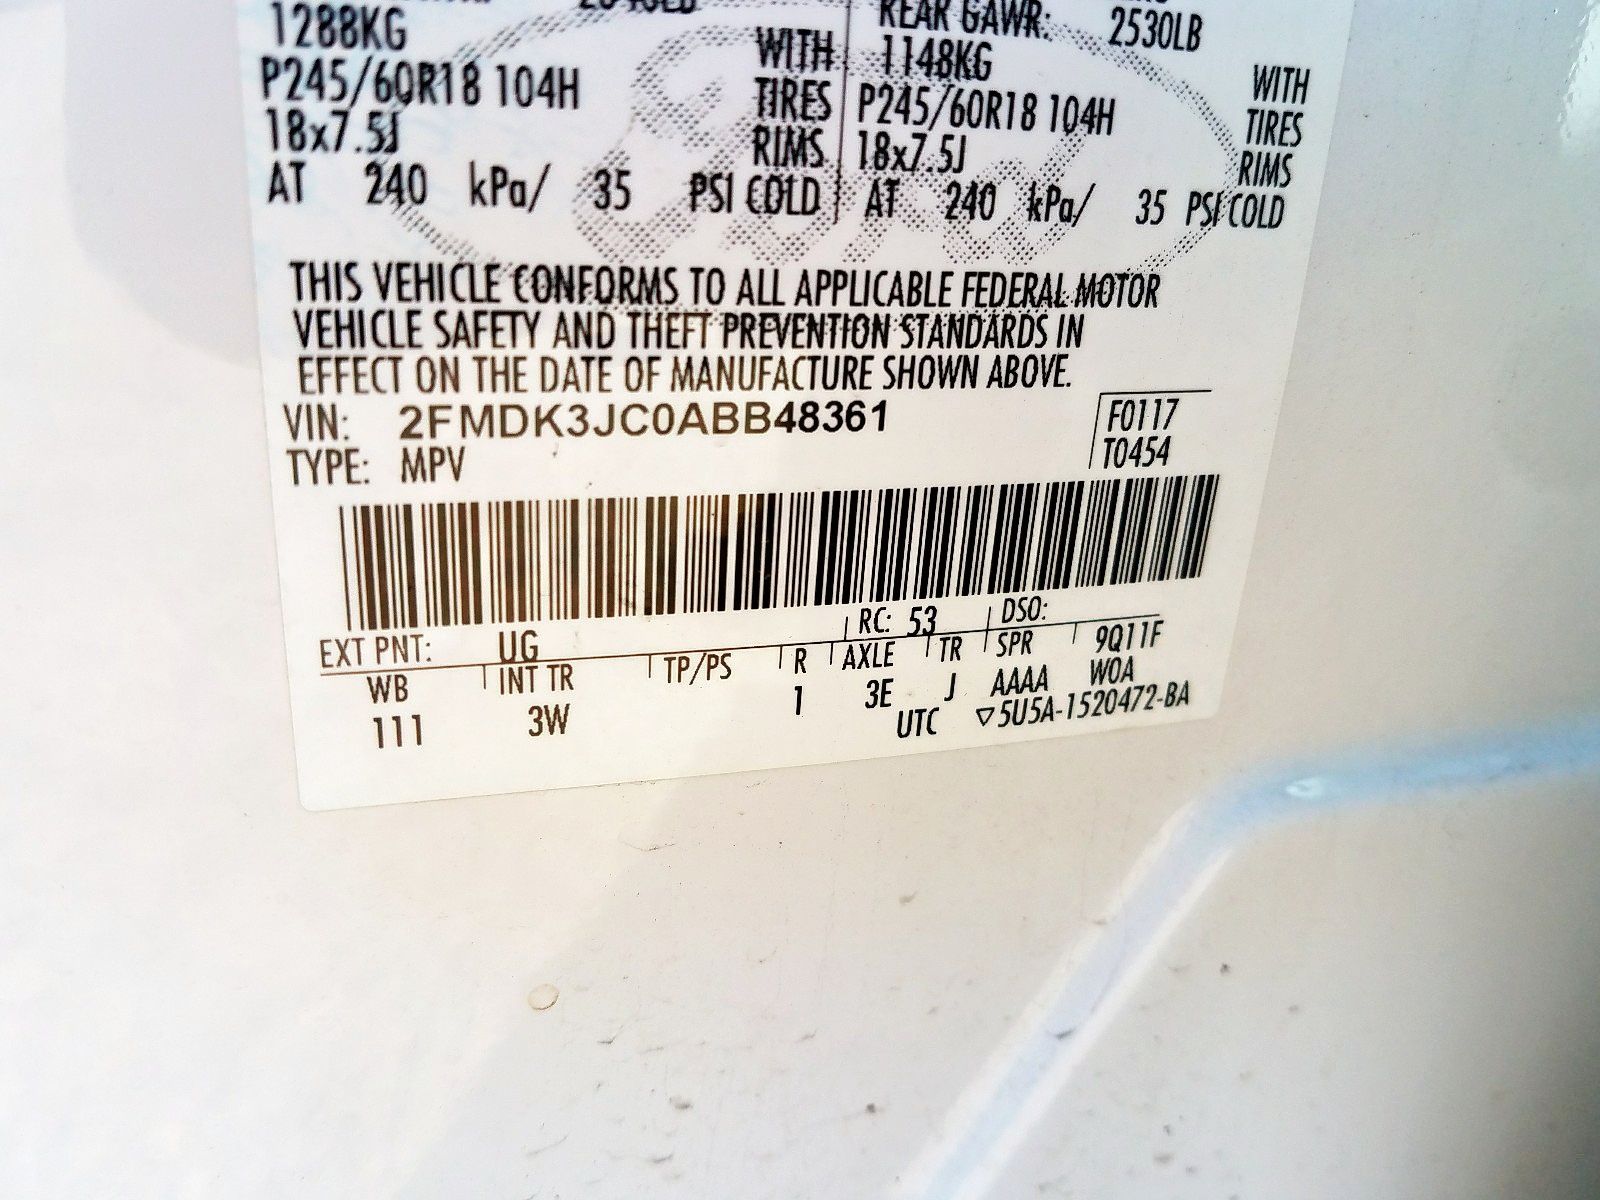 1288KG WITH
P245/60R18 104H TIRES
18x7.5J RIMS
AT 240 kPa/ 35 PSI COLD
REAR GAWR: 2530LB
1148KG WITH
P245/60R18 104H TIRES
18x7.5J RIMS
AT 240 kPa/ 35 PSI COLD
THIS VEHICLE CONFORMS TO ALL APPLICABLE FEDERAL MOTOR
VEHICLE SAFETY AND THEFT PREVENTION STANDARDS IN
EFFECT ON THE DATE OF MANUFACTURE SHOWN ABOVE.
VIN: 2FMDK3JC0ABB48361
TYPE: MPV
F0117
T0454
EXT PNT: UG RC: 53 DSO:
WB INT TR TP/PS R AXLE TR SPR 9Q11F
111 3W 1 3E J AAAA WOA
UTC ▽5U5A-1520472-BA